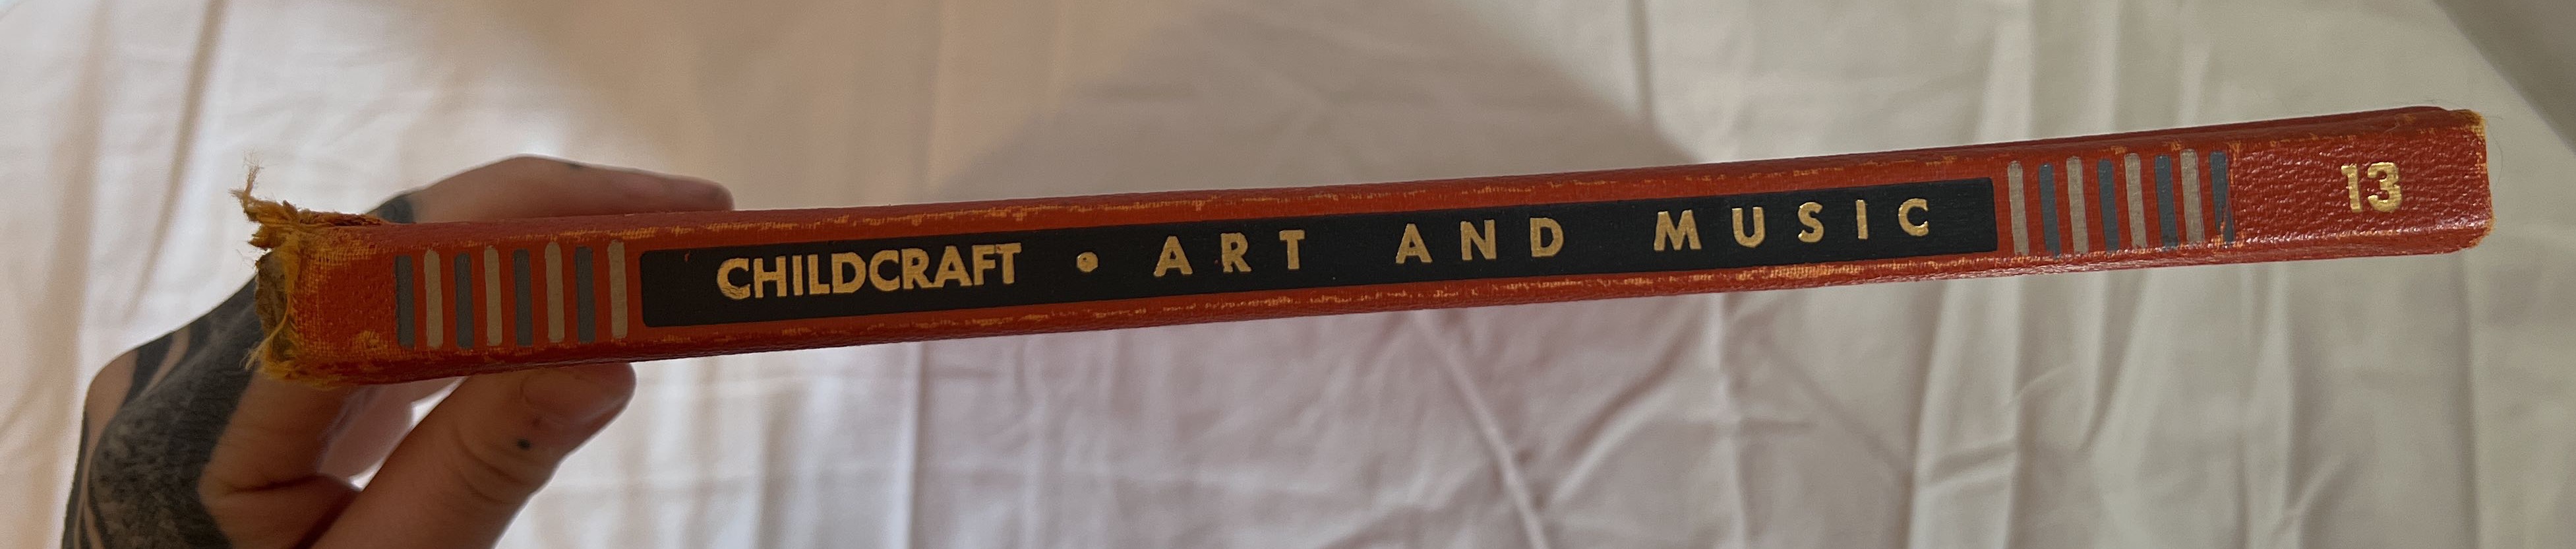 CHILDCRAFT • ART AND MUSIC 13